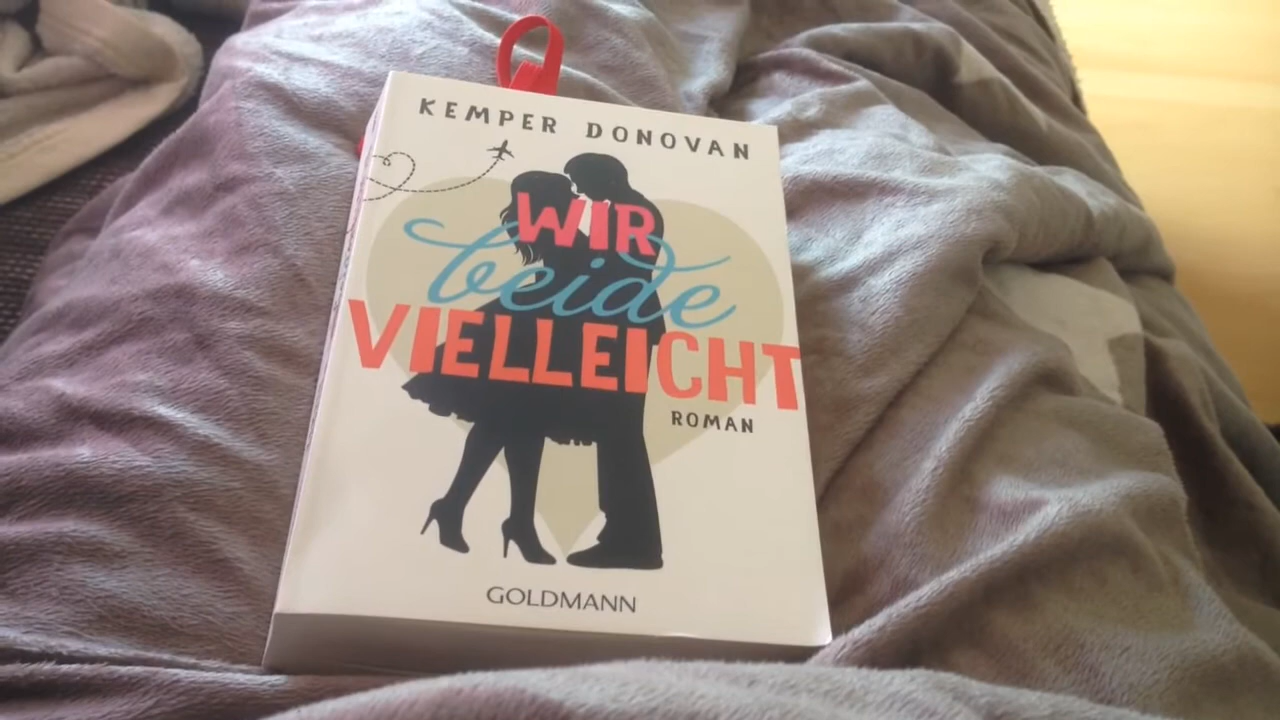 KEMPER DONOVAN
WIR
beide
VIELLEICHT
ROMAN
GOLDMANN